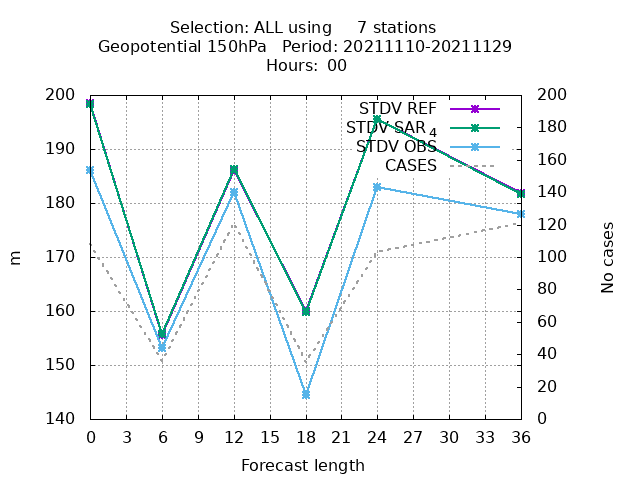 Selection: ALL using 7 stations
Geopotential 150hPa Period: 20211110-20211129
Hours: 00
200
190
180
170
160
150
140
m
STDV REF
STDV SAR4
STDV OBS
CASES
200
180
160
140
120
100
80
60
40
20
0
No cases
0 3 6 9 12 15 18 21 24 27 30 33 36
Forecast length